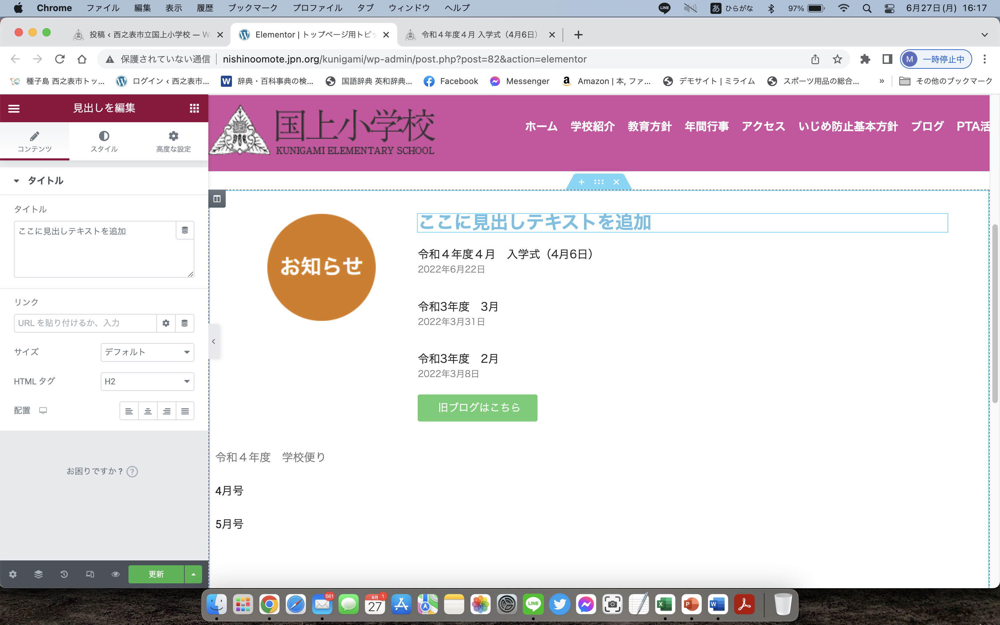 Chrome ファイル 編集 表示 履歴 ブックマーク プロファイル タブ ウィンドウ ヘルプ LINE あ ひらがな 97% 6月27日(月) 16:17
投稿 ‹ 西之表市立国上小学校 — W Elementor | トップページ用トピッ 令和４年度４月 入学式（4月6日）
保護されていない通信 nishinoomote.jpn.org/kunigami/wp-admin/post.php?post=82&action=elementor M 一時停止中
種子島 西之表市トッ... ログイン ‹ 西之表市... W 辞典・百科事典の検... 国語辞典 英和辞典... Facebook Messenger a Amazon | 本, ファ... デモサイト | ミライム スポーツ用品の総合... » その他のブックマーク
見出しを編集
コンテンツ スタイル 高度な設定
タイトル
タイトル
ここに見出しテキストを追加
リンク
URL を貼り付けるか、入力
サイズ デフォルト
HTML タグ H2
配置
お困りですか ?
更新
国上小学校
KUNIGAMI ELEMENTARY SCHOOL
ホーム 学校紹介 教育方針 年間行事 アクセス いじめ防止基本方針 ブログ PTA活
お知らせ
ここに見出しテキストを追加
令和４年度４月　入学式（4月6日）
2022年6月22日
令和3年度　3月
2022年3月31日
令和3年度　2月
2022年3月8日
旧ブログはこちら
令和４年度　学校便り
4月号
5月号
561 6月 27 1 LINE X P W